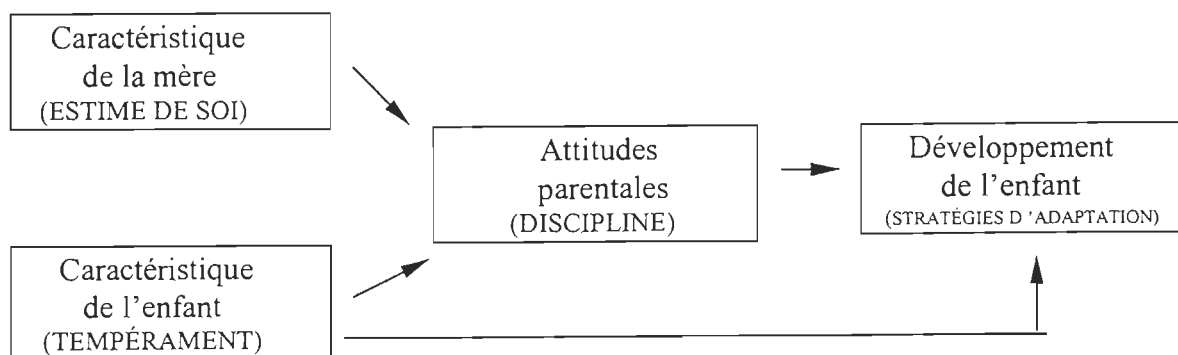 Caractéristique
de la mère
(ESTIME DE SOI)
Attitudes
parentales
(DISCIPLINE)
Développement
de l'enfant
(STRATÉGIES D 'ADAPTATION)
Caractéristique
de l'enfant
(TEMPÉRAMENT)